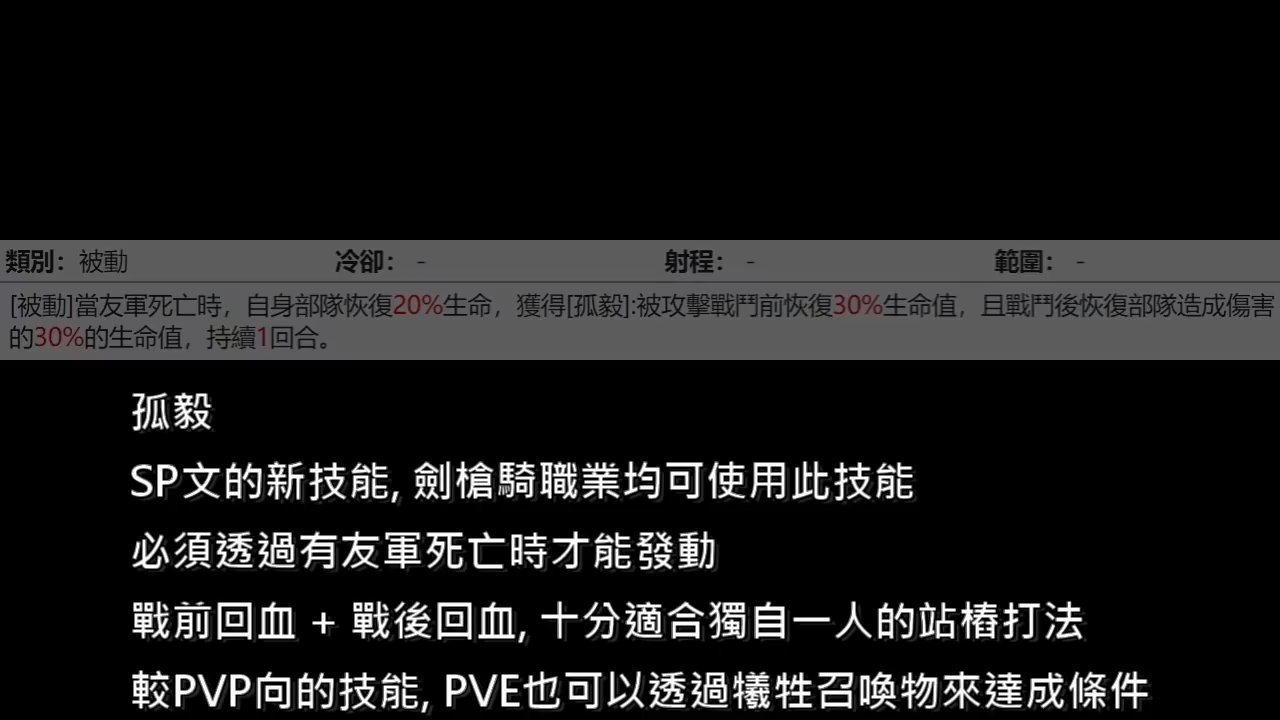 類別：被動 冷卻： - 射程： - 範圍： -
[被動]當友軍死亡時，自身部隊恢復20%生命，獲得[孤毅]:被攻擊戰鬥前恢復30%生命值，且戰鬥後恢復部隊造成傷害
的30%的生命值，持續1回合。
孤毅
SP文的新技能, 劍槍騎職業均可使用此技能
必須透過有友軍死亡時才能發動
戰前回血 + 戰後回血, 十分適合獨自一人的站樁打法
較PVP向的技能, PVE也可以透過犧牲召喚物來達成條件